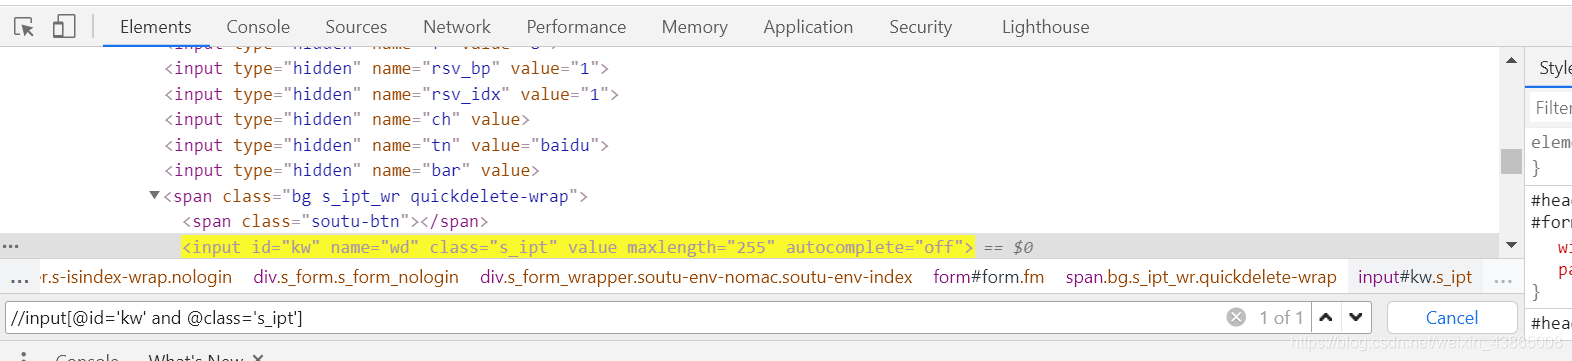 Elements Console Sources Network Performance Memory Application Security Lighthouse
<input type="hidden" name="rsv_bp" value="1">
<input type="hidden" name="rsv_idx" value="1">
<input type="hidden" name="ch" value>
<input type="hidden" name="tn" value="baidu">
<input type="hidden" name="bar" value>
<span class="bg s_ipt_wr quickdelete-wrap">
<span class="soutu-btn"></span>
... <input id="kw" name="wd" class="s_ipt" value maxlength="255" autocomplete="off"> == $0
... r.s-isindex-wrap.nologin div.s_form.s_form_nologin div.s_form_wrapper.soutu-env-nomac.soutu-env-index form#form.fm span.bg.s_ipt_wr.quickdelete-wrap input#kw.s_ipt ...
//input[@id='kw' and @class='s_ipt'] 1 of 1 Cancel
Console What's New
Style
Filter
elem
}
#hea
#for
wi
pa
}
#hea
https://blog.csdn.net/weixin_43865008